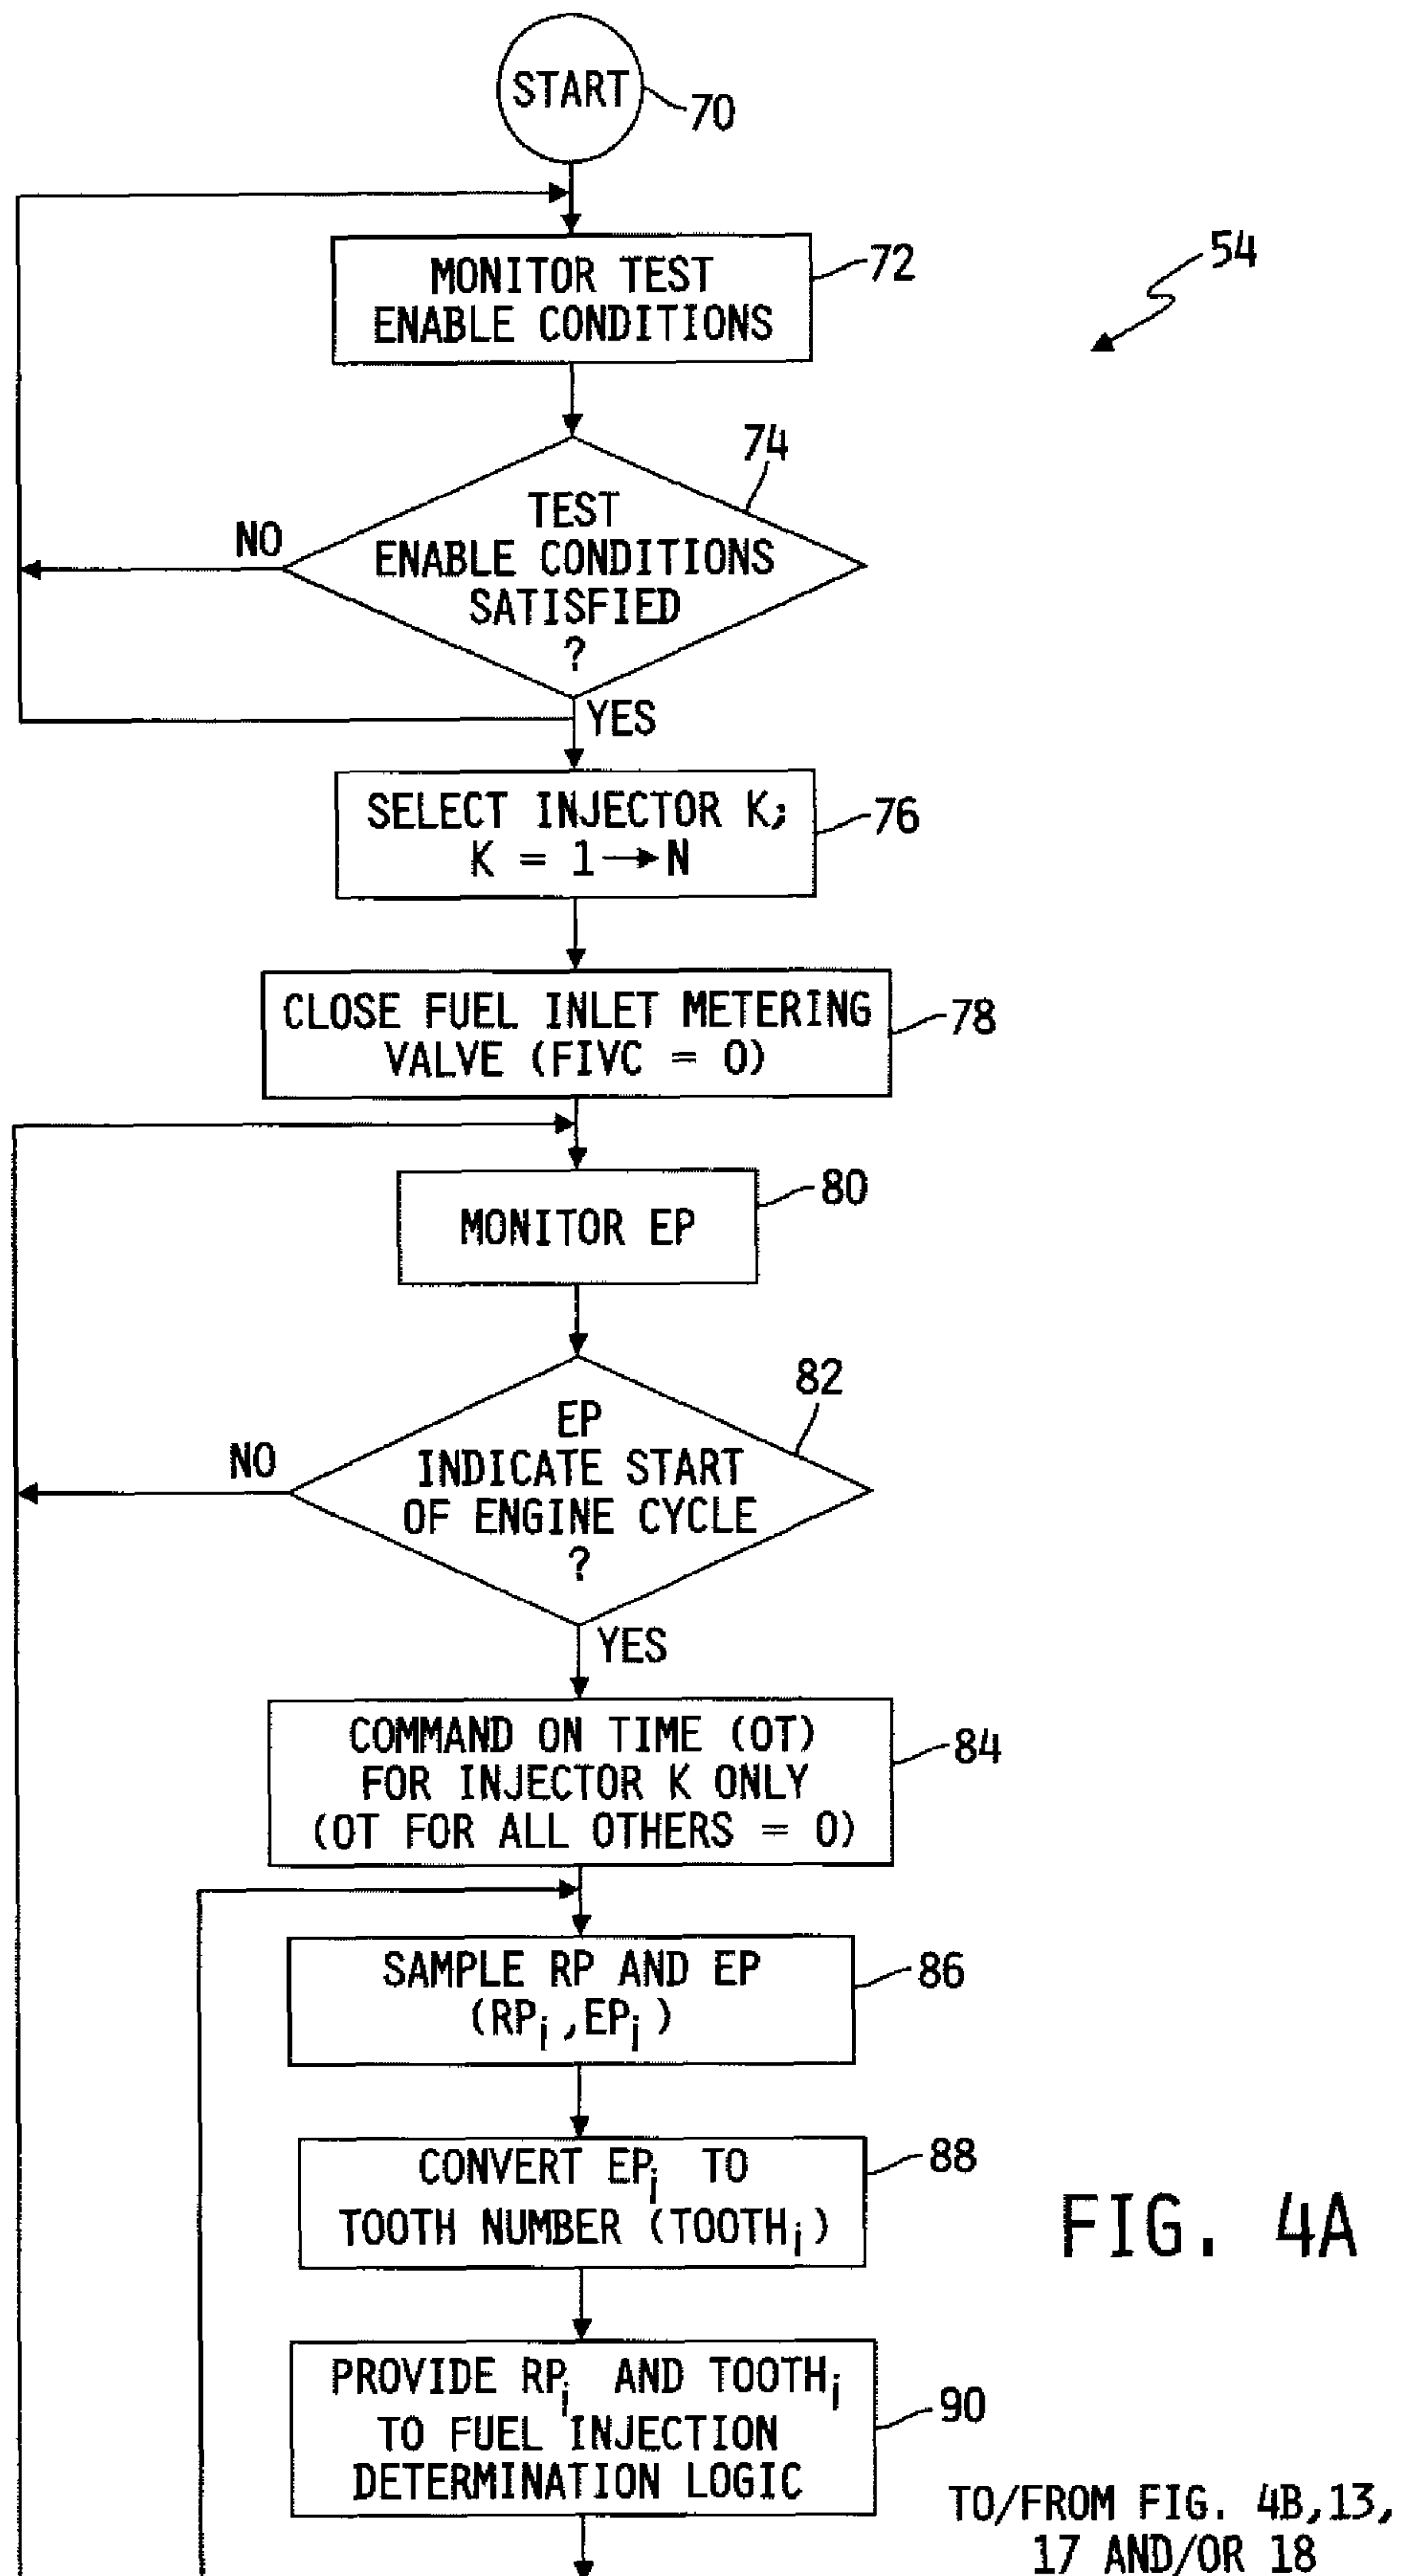 START
70
MONITOR TEST
ENABLE CONDITIONS
72
54
74
TEST
ENABLE CONDITIONS
SATISFIED
?
NO
YES
SELECT INJECTOR K;
K = 1→N
76
CLOSE FUEL INLET METERING
VALVE (FIVC = 0)
78
MONITOR EP
80
82
EP
INDICATE START
OF ENGINE CYCLE
?
NO
YES
COMMAND ON TIME (OT)
FOR INJECTOR K ONLY
(OT FOR ALL OTHERS = 0)
84
SAMPLE RP AND EP
(RPi,EPi)
86
CONVERT EPi TO
TOOTH NUMBER (TOOTHi)
88
FIG. 4A
PROVIDE RPi AND TOOTHi
TO FUEL INJECTION
DETERMINATION LOGIC
90
TO/FROM FIG. 4B,13,
17 AND/OR 18